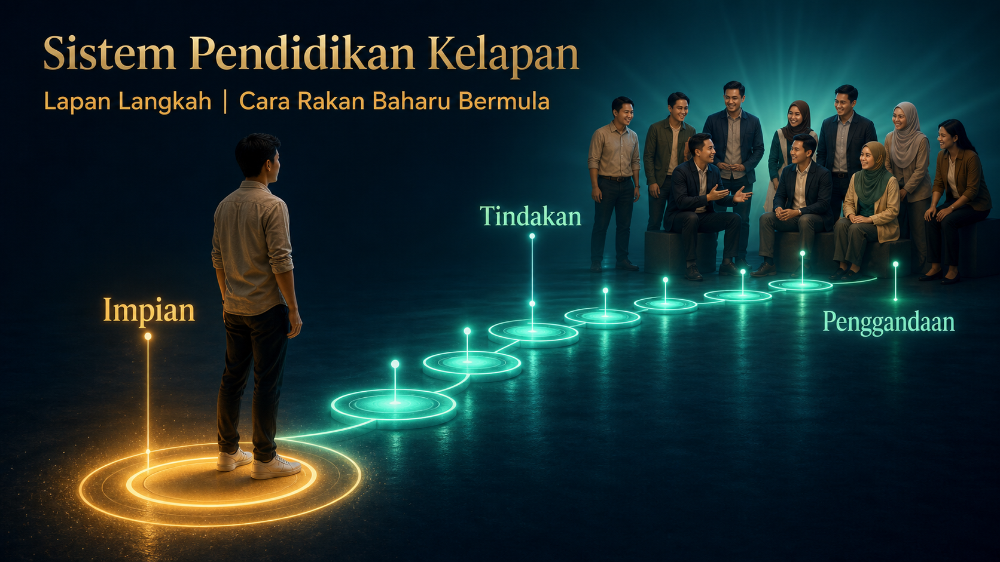 Sistem Pendidikan Kelapan
Lapan Langkah | Cara Rakan Baharu Bermula
Tindakan
Impian
Penggandaan